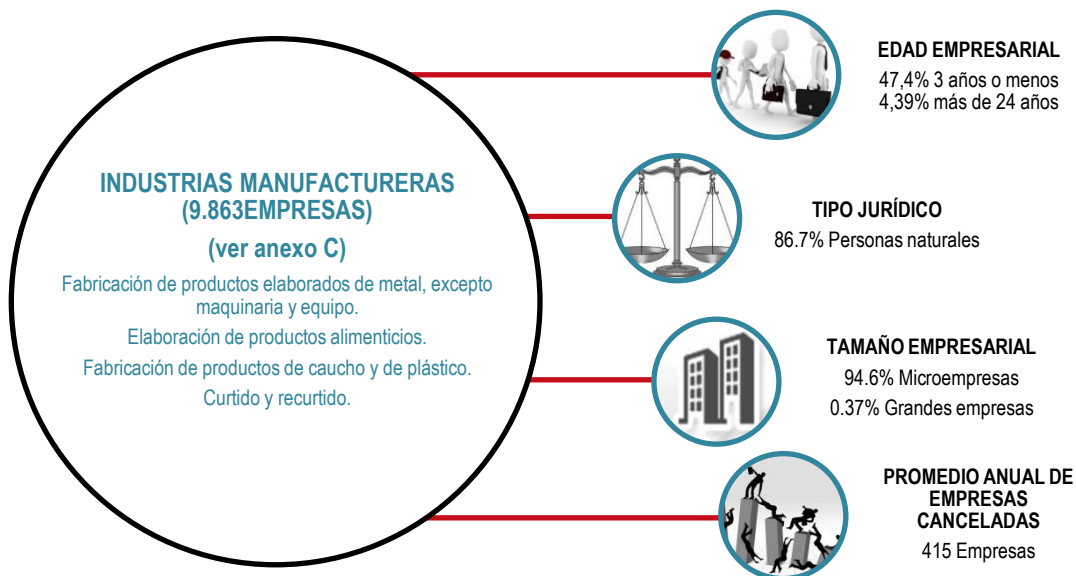 INDUSTRIAS MANUFACTURERAS
(9.863EMPRESAS)
(ver anexo C)
Fabricación de productos elaborados de metal, excepto
maquinaria y equipo.
Elaboración de productos alimenticios.
Fabricación de productos de caucho y de plástico.
Curtido y recurtido.
EDAD EMPRESARIAL
47,4% 3 años o menos
4,39% más de 24 años
TIPO JURÍDICO
86.7% Personas naturales
TAMAÑO EMPRESARIAL
94.6% Microempresas
0.37% Grandes empresas
PROMEDIO ANUAL DE
EMPRESAS
CANCELADAS
415 Empresas